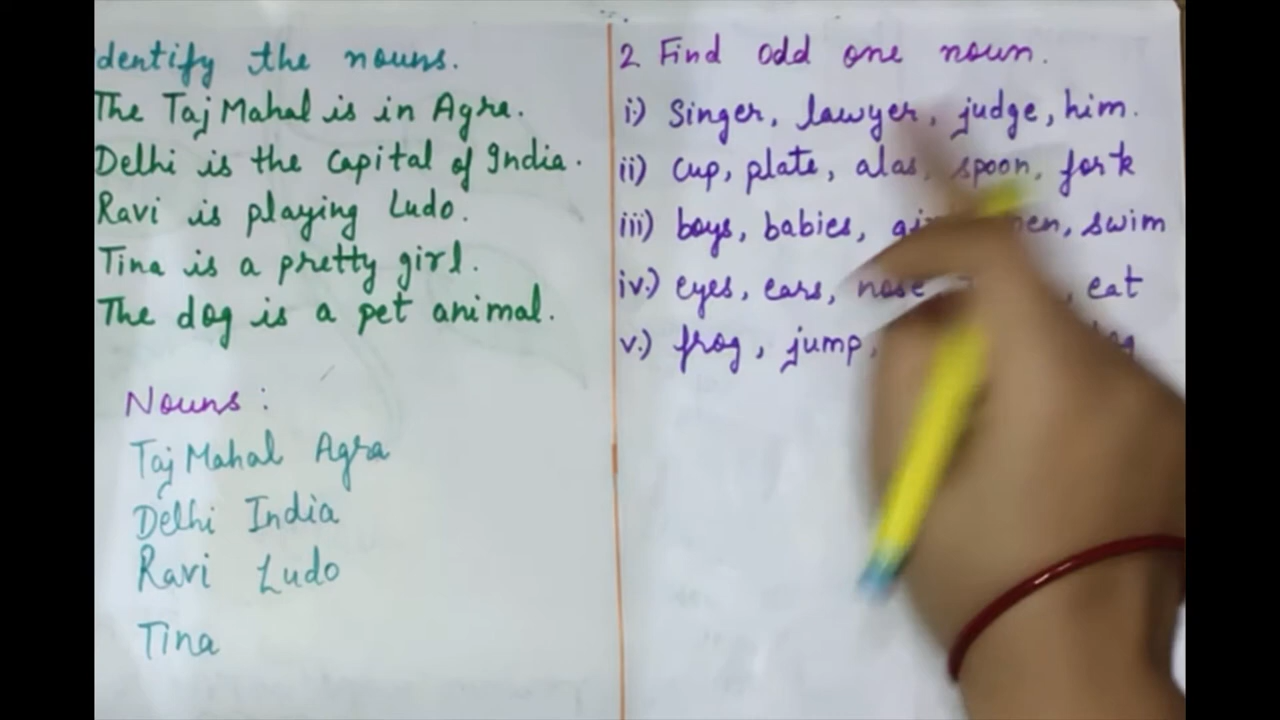 dentify the nouns.
The Taj Mahal is in Agra.
Delhi is the capital of India.
Ravi is playing Ludo.
Tina is a pretty girl.
The dog is a pet animal.
Nouns:
Taj Mahal Agra
Delhi India
Ravi Ludo
Tina
2 Find odd one noun.
i.) Singer, lawyer, judge, him.
ii) cup, plate, alas, spoon, fork
iii) boys, babies, swim
iv.) eyes, ears, nose, eat
v.) frog, jump,